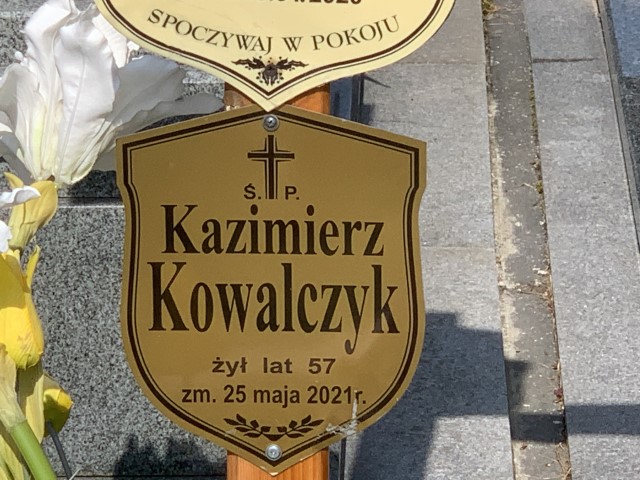 SPOCZYWAJ W POKOJU
Ś. P.
Kazimierz
Kowalczyk
żył lat 57
zm. 25 maja 2021r.